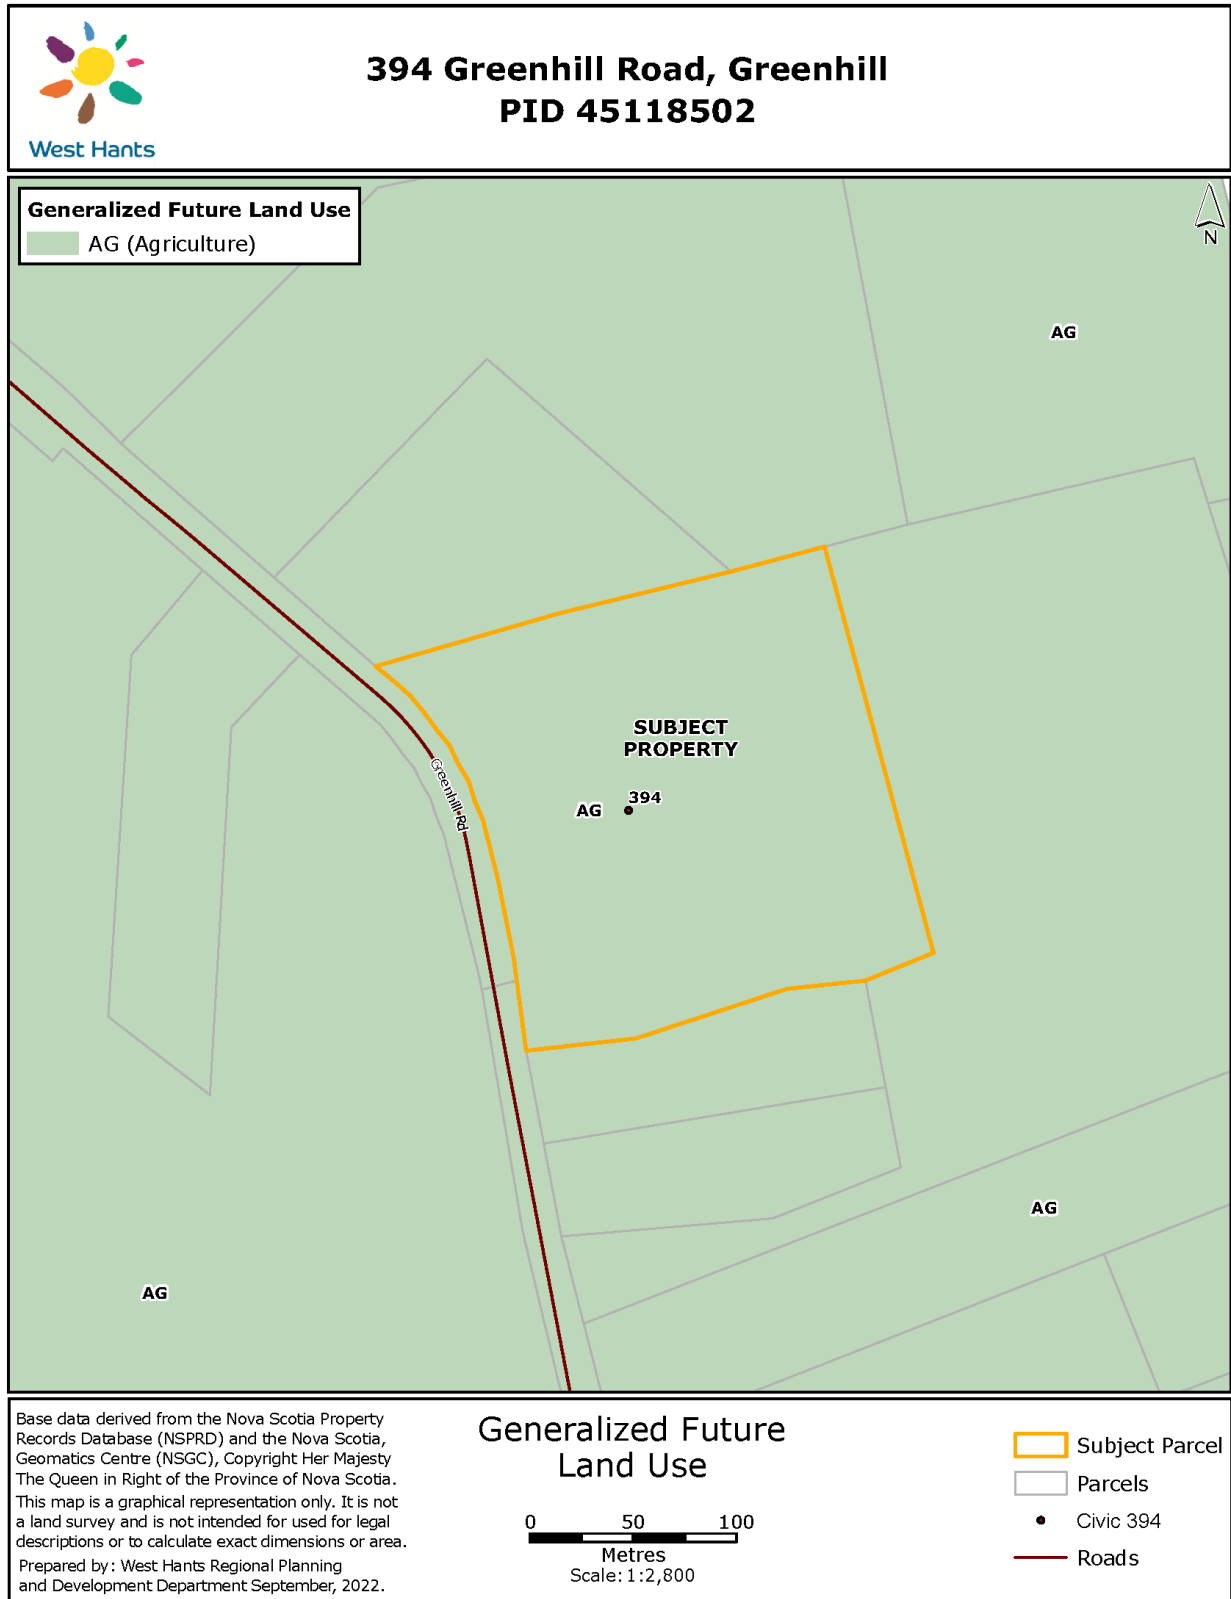 394 Greenhill Road, Greenhill
PID 45118502
West Hants
Generalized Future Land Use
AG (Agriculture)
N
AG
SUBJECT
PROPERTY
394
AG
Greenhill Rd
AG
AG
Base data derived from the Nova Scotia Property
Records Database (NSPRD) and the Nova Scotia,
Geomatics Centre (NSGC), Copyright Her Majesty
The Queen in Right of the Province of Nova Scotia.
This map is a graphical representation only. It is not
a land survey and is not intended for used for legal
descriptions or to calculate exact dimensions or area.
Prepared by: West Hants Regional Planning
and Development Department September, 2022.
Generalized Future
Land Use
0 50 100
Metres
Scale: 1:2,800
Subject Parcel
Parcels
Civic 394
Roads